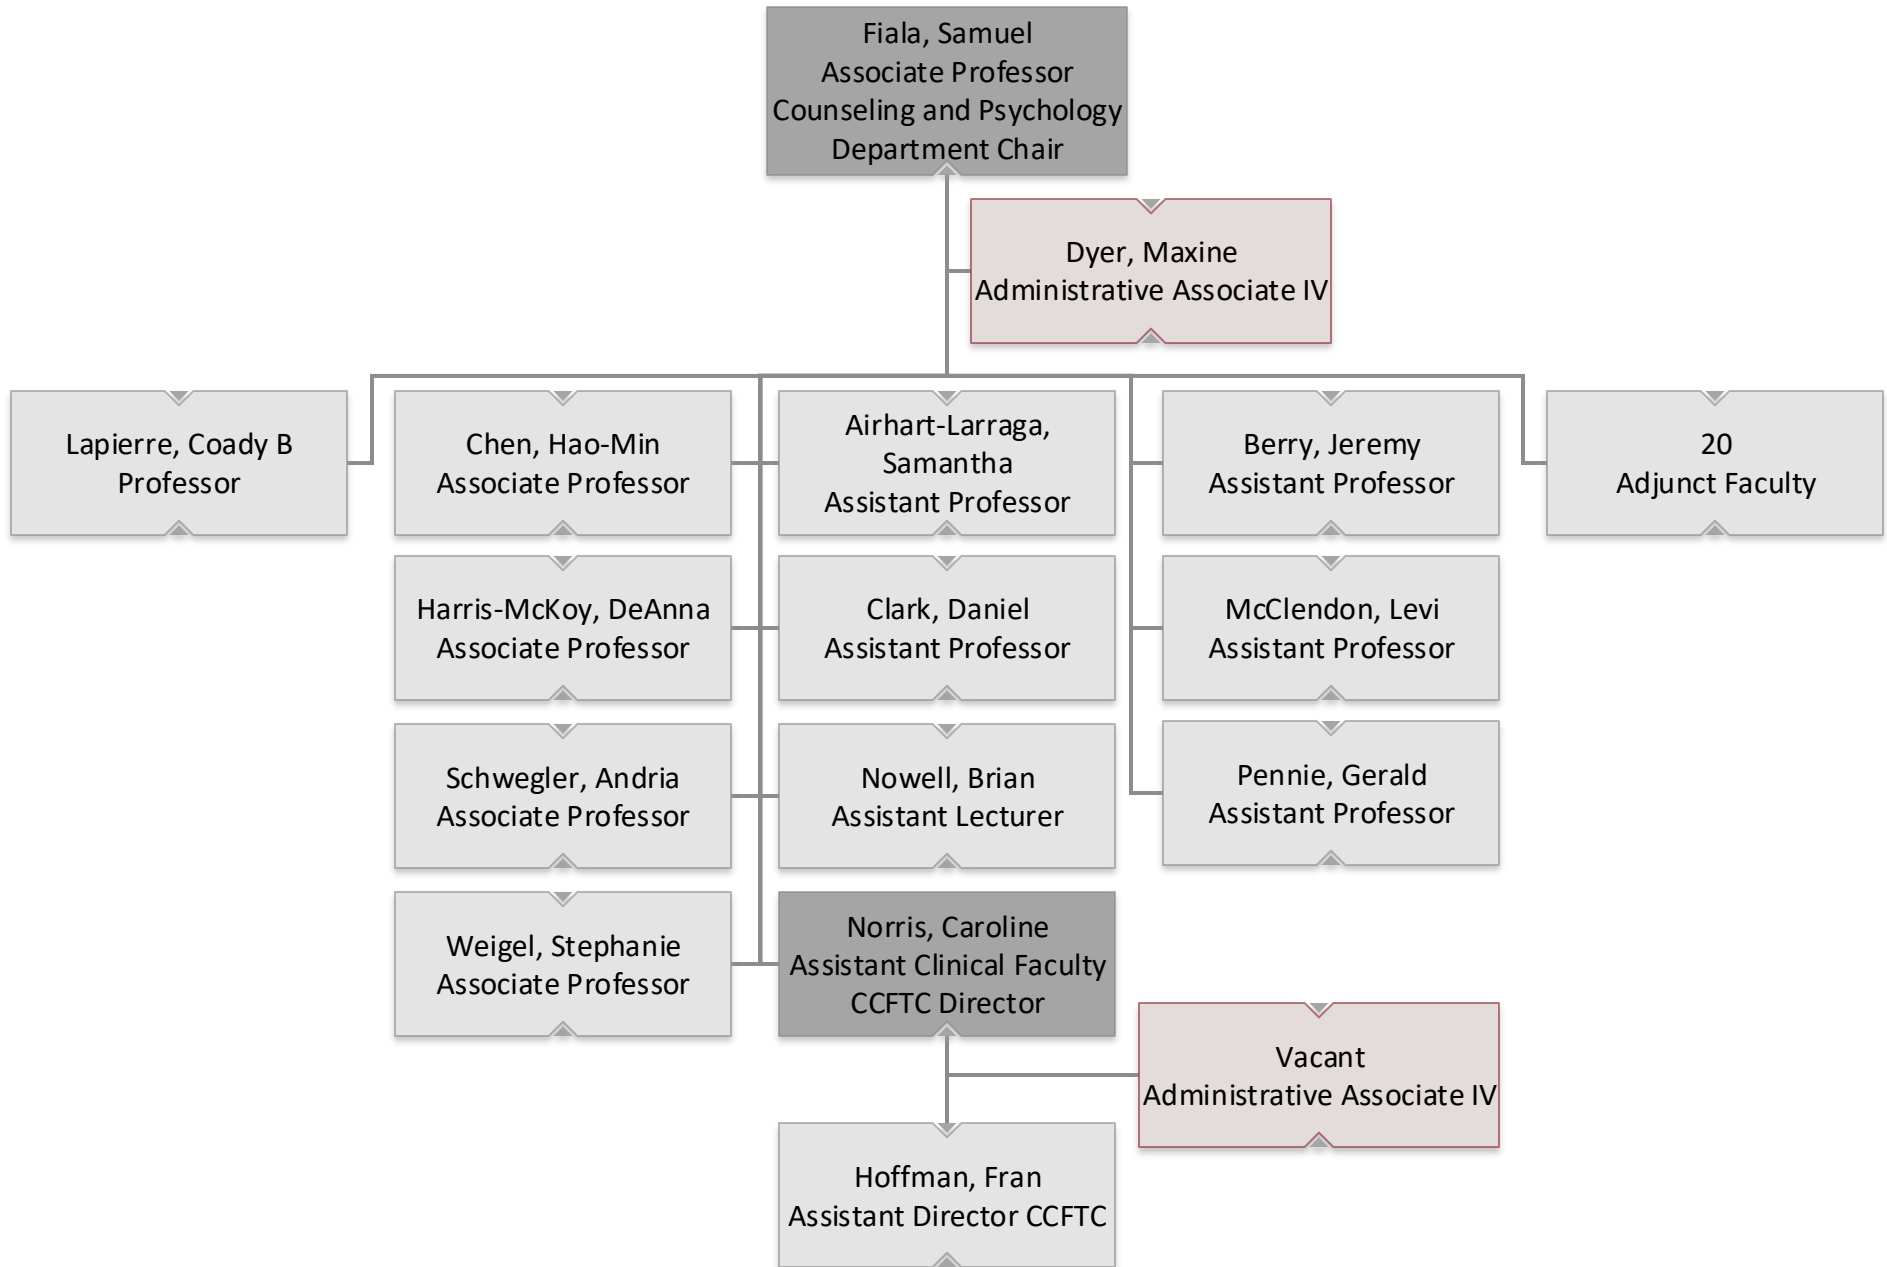 Fiala, Samuel
Associate Professor
Counseling and Psychology
Department Chair
Dyer, Maxine
Administrative Associate IV
Lapierre, Coady B
Professor
Chen, Hao-Min
Associate Professor
Airhart-Larraga,
Samantha
Assistant Professor
Berry, Jeremy
Assistant Professor
20
Adjunct Faculty
Harris-McKoy, DeAnna
Associate Professor
Clark, Daniel
Assistant Professor
McClendon, Levi
Assistant Professor
Schwegler, Andria
Associate Professor
Nowell, Brian
Assistant Lecturer
Pennie, Gerald
Assistant Professor
Weigel, Stephanie
Associate Professor
Norris, Caroline
Assistant Clinical Faculty
CCFTC Director
Vacant
Administrative Associate IV
Hoffman, Fran
Assistant Director CCFTC